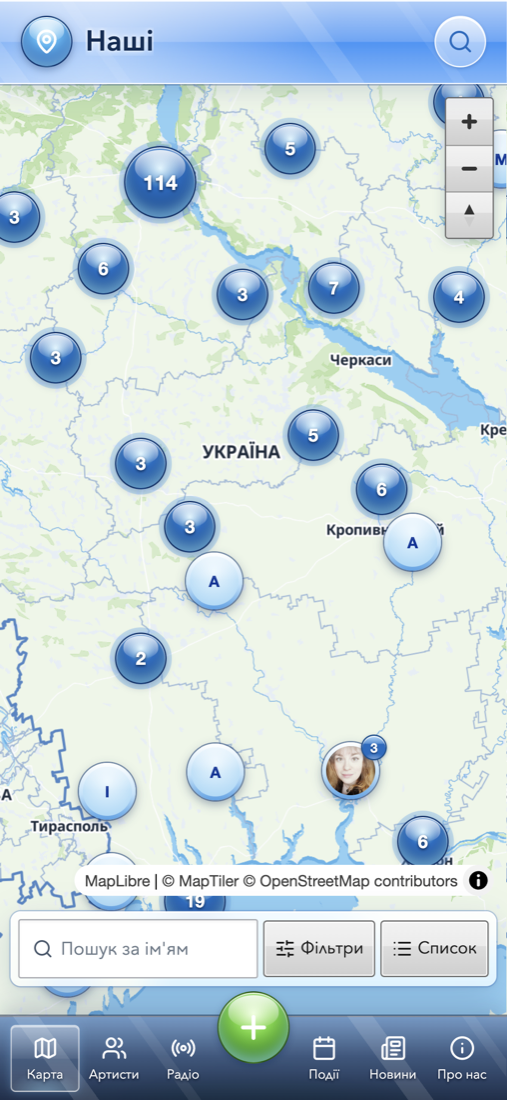 Наші
5
114
M
3
6
3
7
4
3
Черкаси
5
УКРАЇНА
3
6
3
A
A
2
3
A
I
Тирасполь
6
MapLibre | © MapTiler © OpenStreetMap contributors
19
Пошук за ім'ям
Фільтри
Список
Карта
Артисти
Радіо
Події
Новини
Про нас